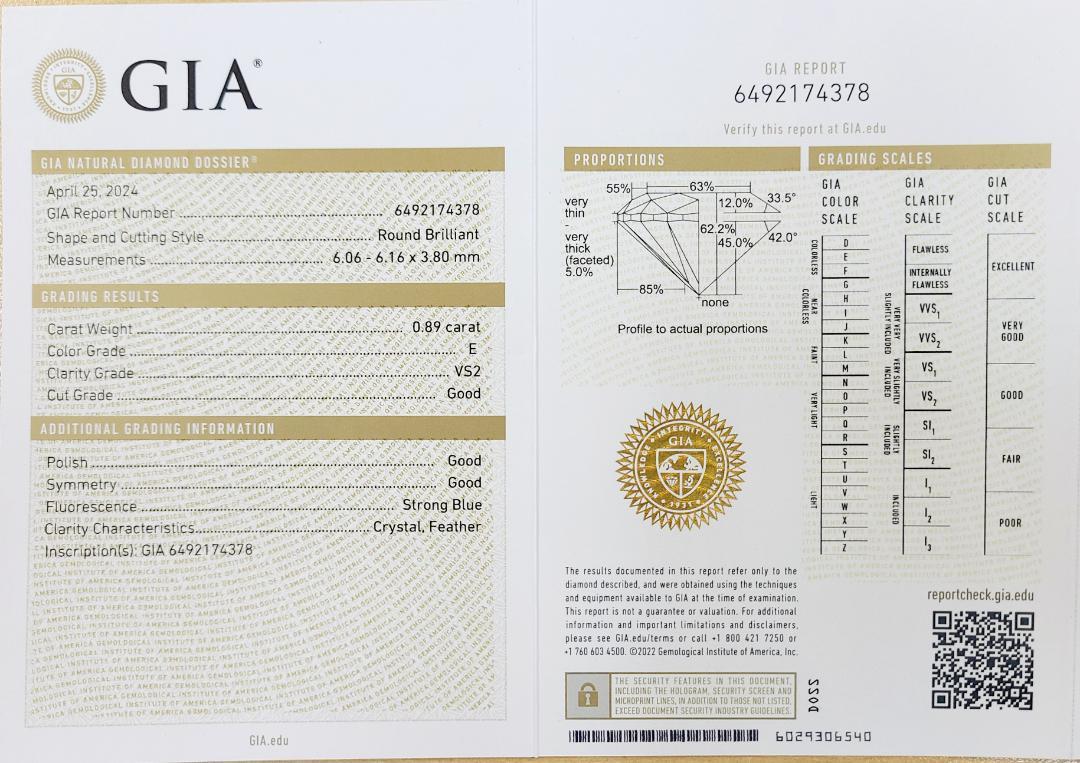 GIA®
GIA NATURAL DIAMOND DOSSIER®
April 25, 2024
GIA Report Number 6492174378
Shape and Cutting Style Round Brilliant
Measurements 6.06 - 6.16 x 3.80 mm
GRADING RESULTS
Carat Weight 0.89 carat
Color Grade E
Clarity Grade VS2
Cut Grade Good
ADDITIONAL GRADING INFORMATION
Polish Good
Symmetry Good
Fluorescence Strong Blue
Clarity Characteristics Crystal, Feather
Inscription(s): GIA 6492174378
GIA.edu
GIA REPORT
6492174378
Verify this report at GIA.edu
PROPORTIONS
55%
63%
very
thin
-
very
thick
(faceted)
5.0%
12.0%
33.5°
62.2%
45.0%
42.0°
85%
none
Profile to actual proportions
KNOWLEDGE INTEGRITY EXCELLENCE
GIA
1931
The results documented in this report refer only to the
diamond described, and were obtained using the techniques
and equipment available to GIA at the time of examination.
This report is not a guarantee or valuation. For additional
information and important limitations and disclaimers,
please see GIA.edu/terms or call +1 800 421 7250 or
+1 760 603 4500. ©2022 Gemological Institute of America, Inc.
THE SECURITY FEATURES IN THIS DOCUMENT,
INCLUDING THE HOLOGRAM, SECURITY SCREEN AND
MICROPRINT LINES, IN ADDITION TO THOSE NOT LISTED,
EXCEED DOCUMENT SECURITY INDUSTRY GUIDELINES.
DOS2
6029306540
GRADING SCALES
GIA
COLOR
SCALE
COLORLESS
D
E
F
NEAR
COLORLESS
G
H
I
J
FAINT
K
L
M
VERY LIGHT
N
O
P
Q
R
LIGHT
S
T
U
V
W
X
Y
Z
GIA
CLARITY
SCALE
FLAWLESS
INTERNALLY
FLAWLESS
VERY VERY
SLIGHTLY INCLUDED
VVS1
VVS2
VERY SLIGHTLY
INCLUDED
VS1
VS2
SLIGHTLY
INCLUDED
SI1
SI2
INCLUDED
I1
I2
I3
GIA
CUT
SCALE
EXCELLENT
VERY
GOOD
GOOD
FAIR
POOR
reportcheck.gia.edu